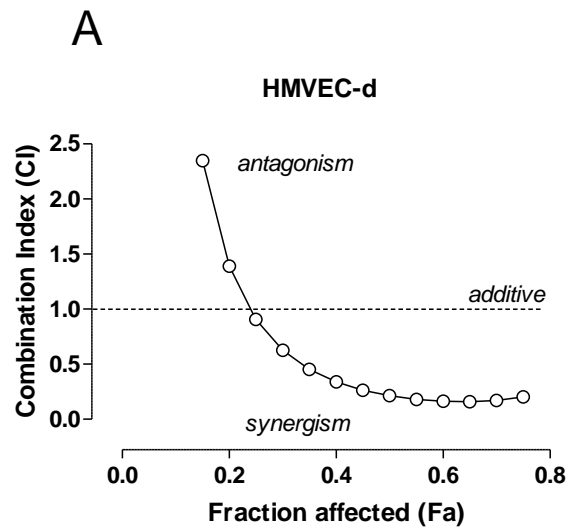 A
HMVEC-d
Combination Index (CI)
2.5
2.0
1.5
1.0
0.5
0.0
antagonism
additive
synergism
0.0 0.2 0.4 0.6 0.8
Fraction affected (Fa)